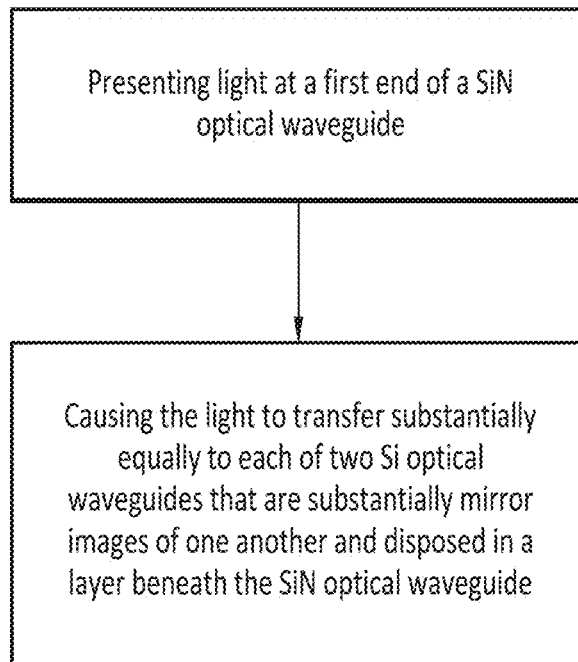 Presenting light at a first end of a SiN
optical waveguide
Causing the light to transfer substantially
equally to each of two Si optical
waveguides that are substantially mirror
images of one another and disposed in a
layer beneath the SiN optical waveguide